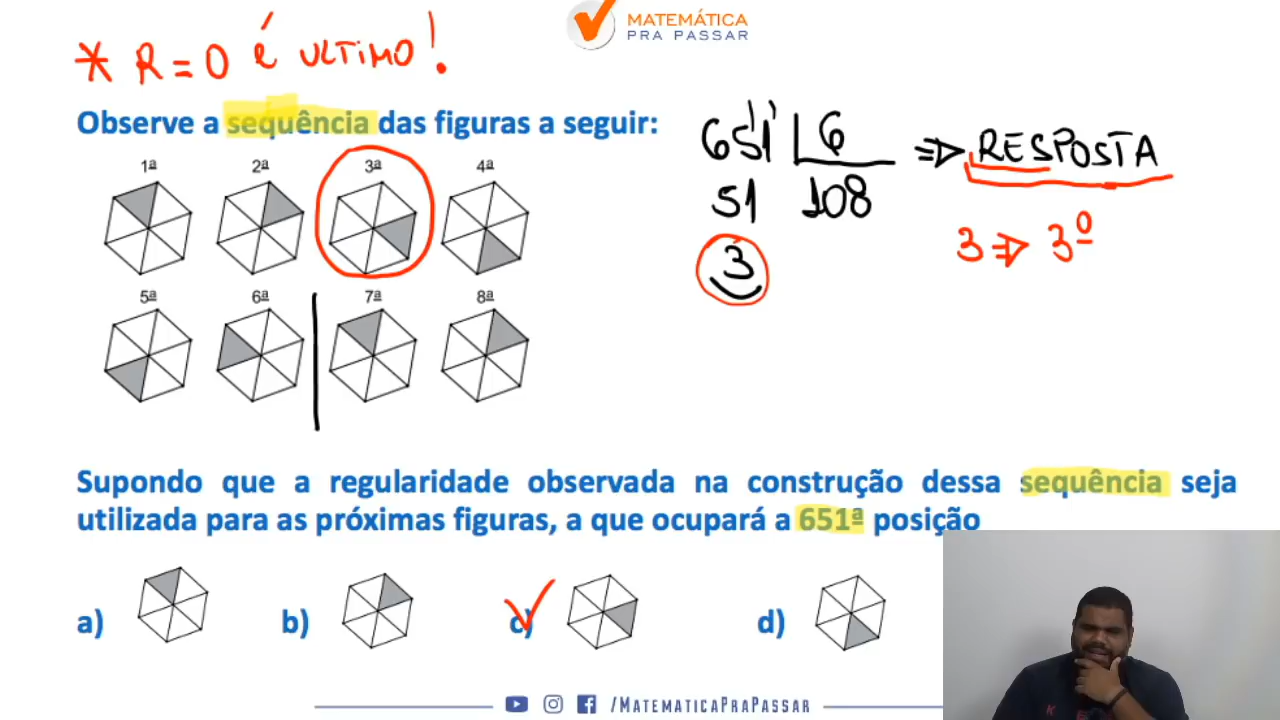 MATEMÁTICA
PRA PASSAR
* R = 0 é ULTIMO!
Observe a sequência das figuras a seguir:
1ª 2ª 3ª 4ª
5ª 6ª 7ª 8ª
651 6 ⇒ RESPOSTA
51 108
3
3 ⇒ 3º
Supondo que a regularidade observada na construção dessa sequência seja
utilizada para as próximas figuras, a que ocupará a 651ª posição
a) b) c) d)
/MATEMATICAPRAPASSAR